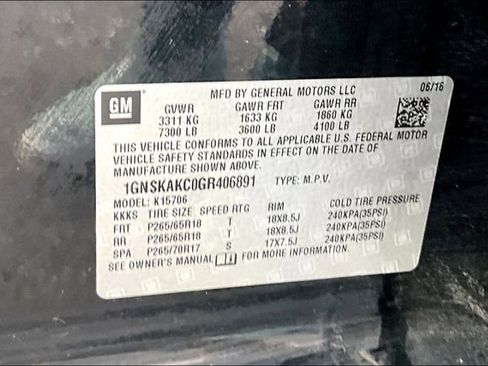 MFD BY GENERAL MOTORS LLC 06/16
GM
GVWR GAWR FRT GAWR RR
3311 KG 1633 KG 1860 KG
7300 LB 3600 LB 4100 LB
THIS VEHICLE CONFORMS TO ALL APPLICABLE U.S. FEDERAL MOTOR
VEHICLE SAFETY STANDARDS IN EFFECT ON THE DATE OF
MANUFACTURE SHOWN ABOVE.
1GNSKAKC0GR406891 TYPE: M.P.V.
MODEL: K15706
KKKS TIRE SIZE SPEED RTG RIM COLD TIRE PRESSURE
FRT P265/65R18 T 18X8.5J 240KPA(35PSI)
RR P265/65R18 T 18X8.5J 240KPA(35PSI)
SPA P265/70R17 S 17X7.5J 240KPA(35PSI)
SEE OWNER'S MANUAL FOR MORE INFORMATION.